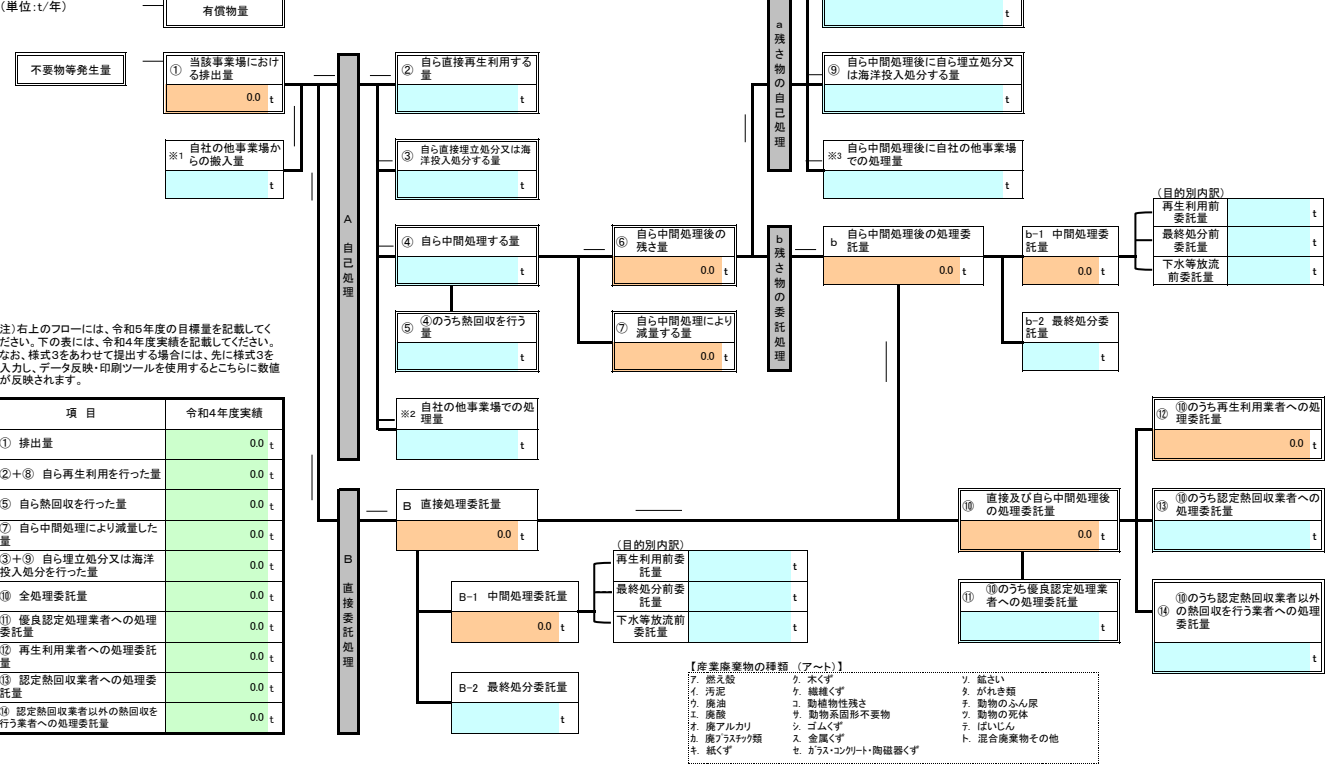 (単位:t/年)
有償物量
t
不要物等発生量
① 当該事業場におけ
る排出量
0.0 t
※1 自社の他事業場か
らの搬入量
t
A 自己処理
② 自ら直接再生利用する
量
t
③ 自ら直接埋立処分又は海
洋投入処分する量
t
④ 自ら中間処理する量
t
⑤ ④のうち熱回収を行う
量
t
※2 自社の他事業場での処
理量
t
⑥ 自ら中間処理後の
残さ量
0.0 t
⑦ 自ら中間処理により
減量する量
0.0 t
a 残さ物の自己処理
⑨ 自ら中間処理後に自ら埋立処分又
は海洋投入処分する量
t
※3 自ら中間処理後に自社の他事業場
での処理量
t
b 残さ物の委託処理
b 自ら中間処理後の処理委
託量
0.0 t
b-1 中間処理委
託量
0.0 t
b-2 最終処分委
託量
t
(目的別内訳)
再生利用前
委託量
t
最終処分前
委託量
t
下水等放流
前委託量
t
注)右上のフローには、令和5年度の目標量を記載してく
ださい。下の表には、令和4年度実績を記載してください。
なお、様式3をあわせて提出する場合には、先に様式3を
入力し、データ反映・印刷ツールを使用するとこちらに数値
が反映されます。
項 目 令和4年度実績
① 排出量 0.0 t
②+⑧ 自ら再生利用を行った量 0.0 t
⑤ 自ら熱回収を行った量 0.0 t
⑦ 自ら中間処理により減量した
量 0.0 t
③+⑨ 自ら埋立処分又は海洋
投入処分を行った量 0.0 t
⑩ 全処理委託量 0.0 t
⑪ 優良認定処理業者への処理
委託量 0.0 t
⑫ 再生利用業者への処理委託
量 0.0 t
⑬ 認定熱回収業者への処理委
託量 0.0 t
⑭ 認定熱回収業者以外の熱回収を
行う業者への処理委託量 0.0 t
B 直接委託処理
B 直接処理委託量
0.0 t
B-1 中間処理委託量
0.0 t
B-2 最終処分委託量
t
(目的別内訳)
再生利用前委
託量
t
最終処分前委
託量
t
下水等放流前
委託量
t
⑩ 直接及び自ら中間処理後
の処理委託量
0.0 t
⑪ ⑩のうち優良認定処理業
者への処理委託量
t
⑫ ⑩のうち再生利用業者への処
理委託量
0.0 t
⑬ ⑩のうち認定熱回収業者への
処理委託量
t
⑭ ⑩のうち認定熱回収業者以外
の熱回収を行う業者への処理
委託量
t
【産業廃棄物の種類 (ア~ト)】
ア. 燃え殻 ク. 木くず ソ. 鉱さい
イ. 汚泥 ケ. 繊維くず タ. がれき類
ウ. 廃油 コ. 動植物性残さ チ. 動物のふん尿
エ. 廃酸 サ. 動物系固形不要物 ツ. 動物の死体
オ. 廃アルカリ シ. ゴムくず テ. ばいじん
カ. 廃プラスチック類 ス. 金属くず ト. 混合廃棄物その他
キ. 紙くず セ. ガラス・コンクリート・陶磁器くず